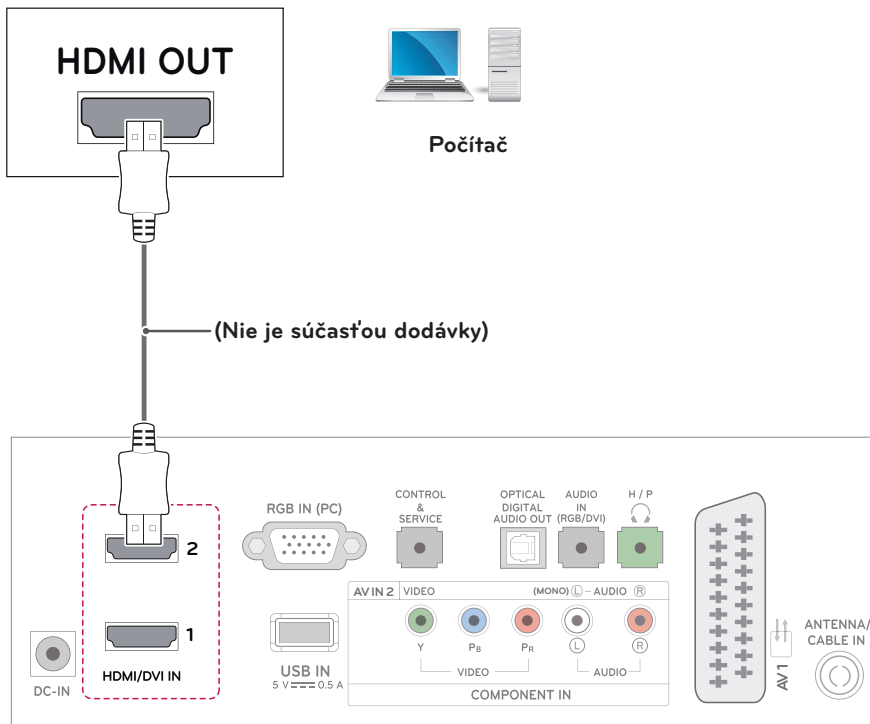 HDMI OUT
Počítač
(Nie je súčasťou dodávky)
RGB IN (PC)
CONTROL
&
SERVICE
OPTICAL
DIGITAL
AUDIO OUT
AUDIO
IN
(RGB/DVI)
H / P
2
1
HDMI/DVI IN
DC-IN
USB IN
5 V 0.5 A
AV IN 2
VIDEO
(MONO) L - AUDIO R
Y
PB
PR
L
R
VIDEO
AUDIO
COMPONENT IN
AV 1
ANTENNA/
CABLE IN